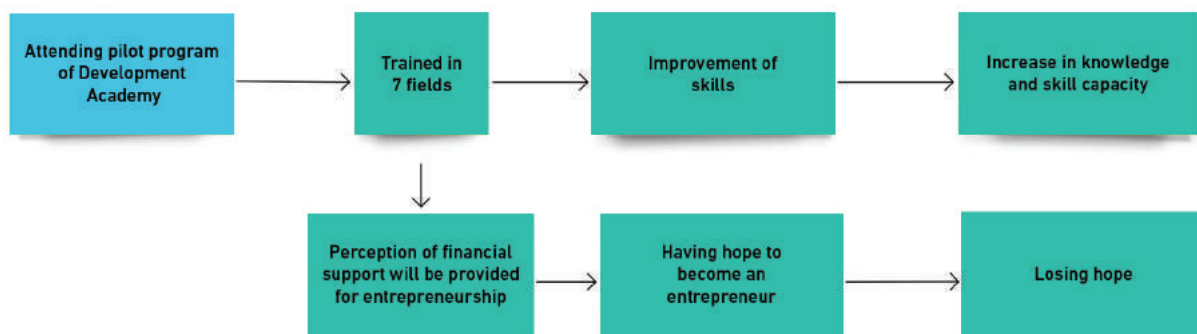 Attending pilot program
of Development
Academy
Trained in
7 fields
Improvement of
skills
Increase in knowledge
and skill capacity
Perception of financial
support will be provided
for entrepreneurship
Having hope to
become an
entrepreneur
Losing hope